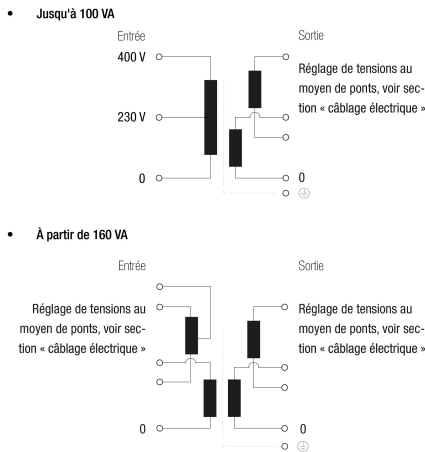 • Jusqu'à 100 VA
Entrée
Sortie
400 V
Réglage de tensions au
moyen de ponts, voir sec-
tion « câblage électrique »
230 V
0
0
• À partir de 160 VA
Entrée
Sortie
Réglage de tensions au
moyen de ponts, voir sec-
tion « câblage électrique »
Réglage de tensions au
moyen de ponts, voir sec-
tion « câblage électrique »
0
0